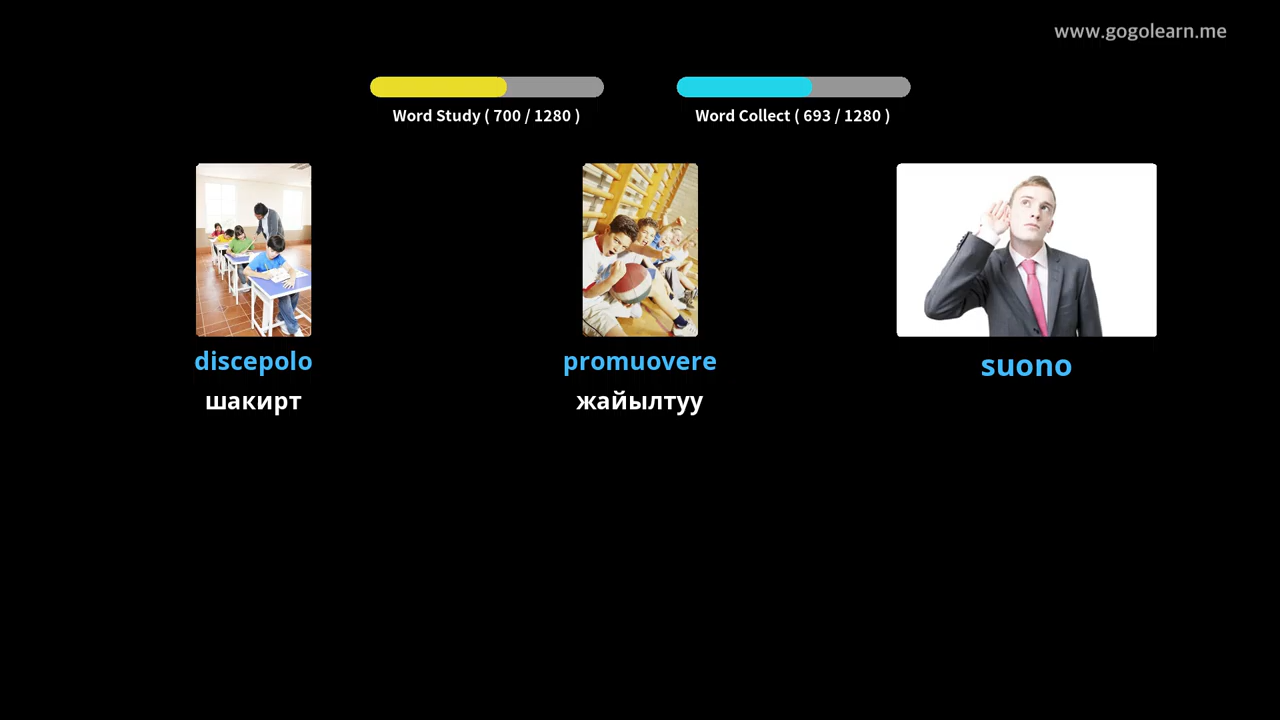 www.gogolearn.me
Word Study ( 700 / 1280 )
Word Collect ( 693 / 1280 )
discepolo
шакирт
promuovere
жайылтуу
suono